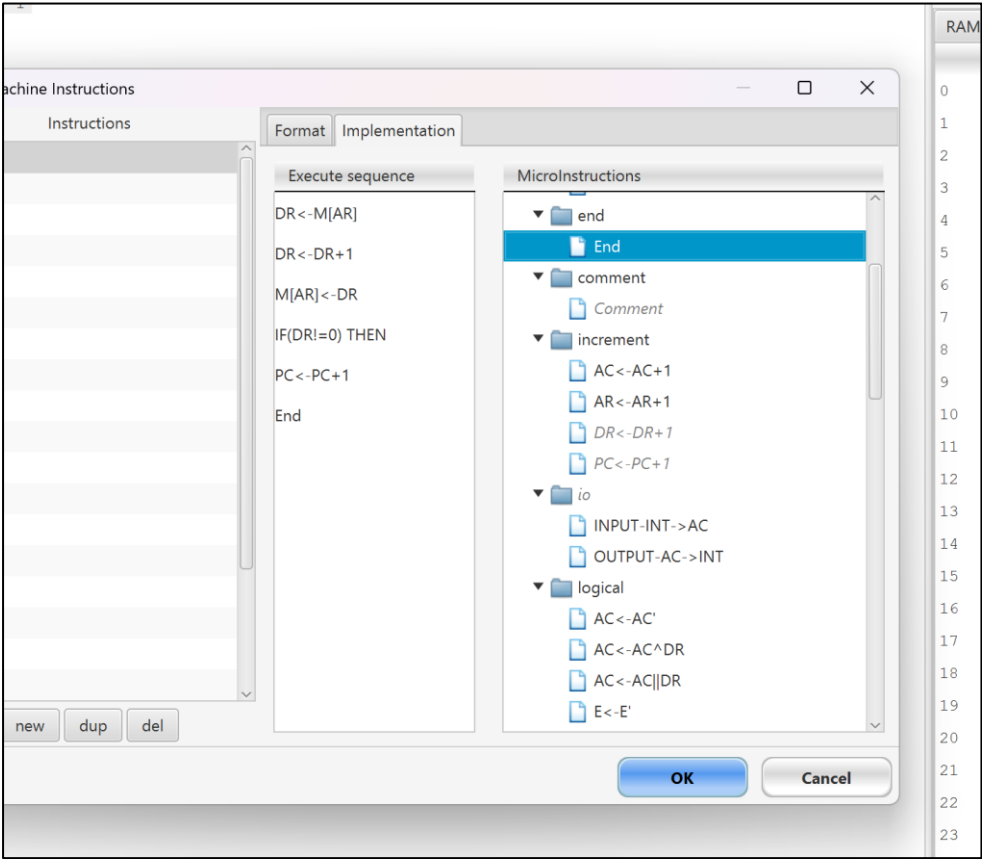 RAM
achine Instructions
Instructions
Format
Implementation
Execute sequence
DR<-M[AR]
DR<-DR+1
M[AR]<-DR
IF(DR!=0) THEN
PC<-PC+1
End
MicroInstructions
end
End
comment
Comment
increment
AC<-AC+1
AR<-AR+1
DR<-DR+1
PC<-PC+1
io
INPUT-INT->AC
OUTPUT-AC->INT
logical
AC<-AC'
AC<-AC^DR
AC<-AC||DR
E<-E'
new
dup
del
OK
Cancel
0
1
2
3
4
5
6
7
8
9
10
11
12
13
14
15
16
17
18
19
20
21
22
23